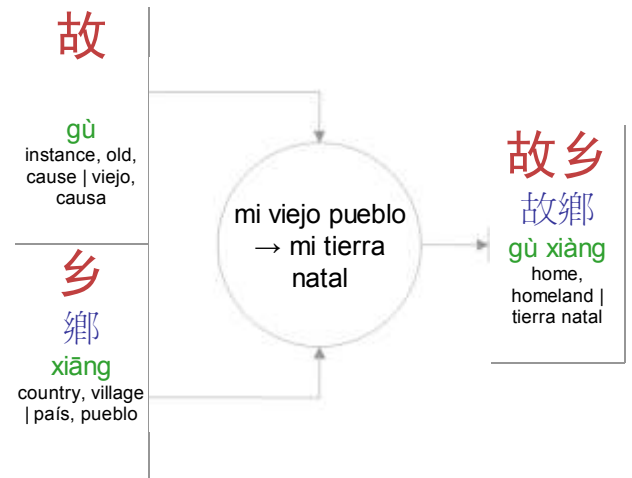 故
gù
instance, old,
cause | viejo,
causa
乡
鄉
xiāng
country, village
| país, pueblo
mi viejo pueblo
→ mi tierra
natal
故乡
故鄉
gù xiàng
home,
homeland |
tierra natal